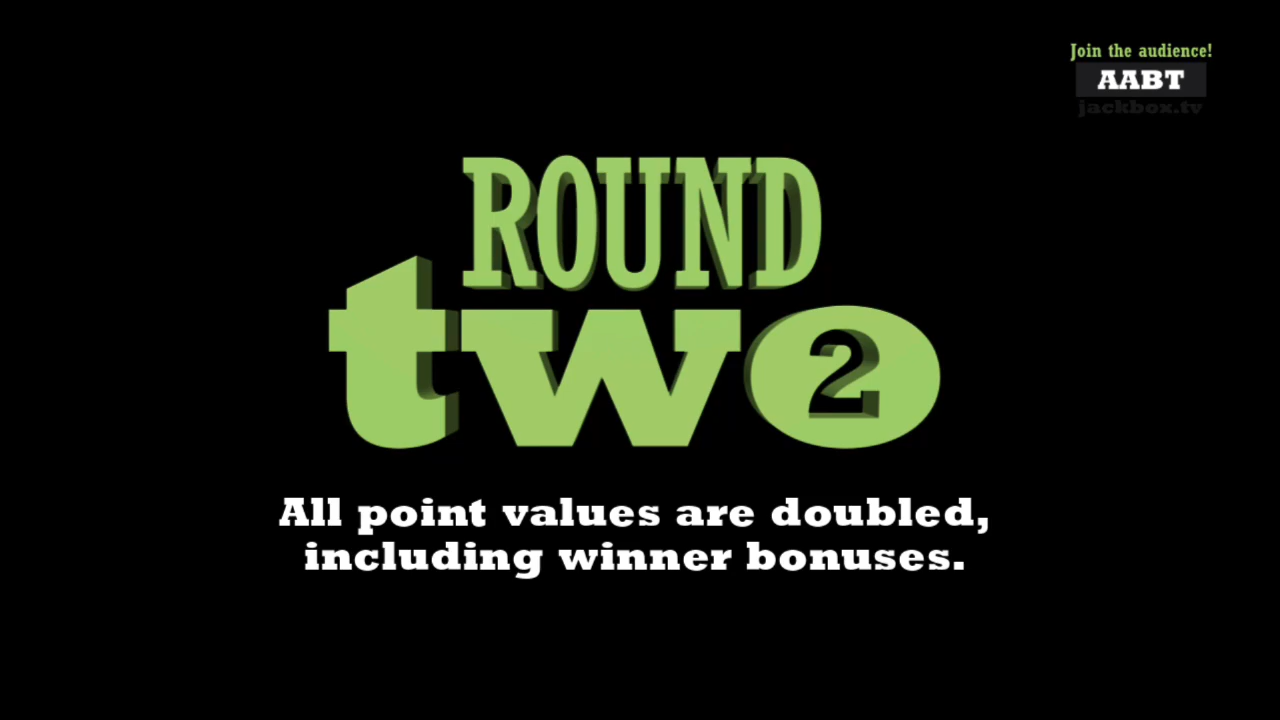 Join the audience!
AABT
jackbox.tv
ROUND
two
2
All point values are doubled,
including winner bonuses.